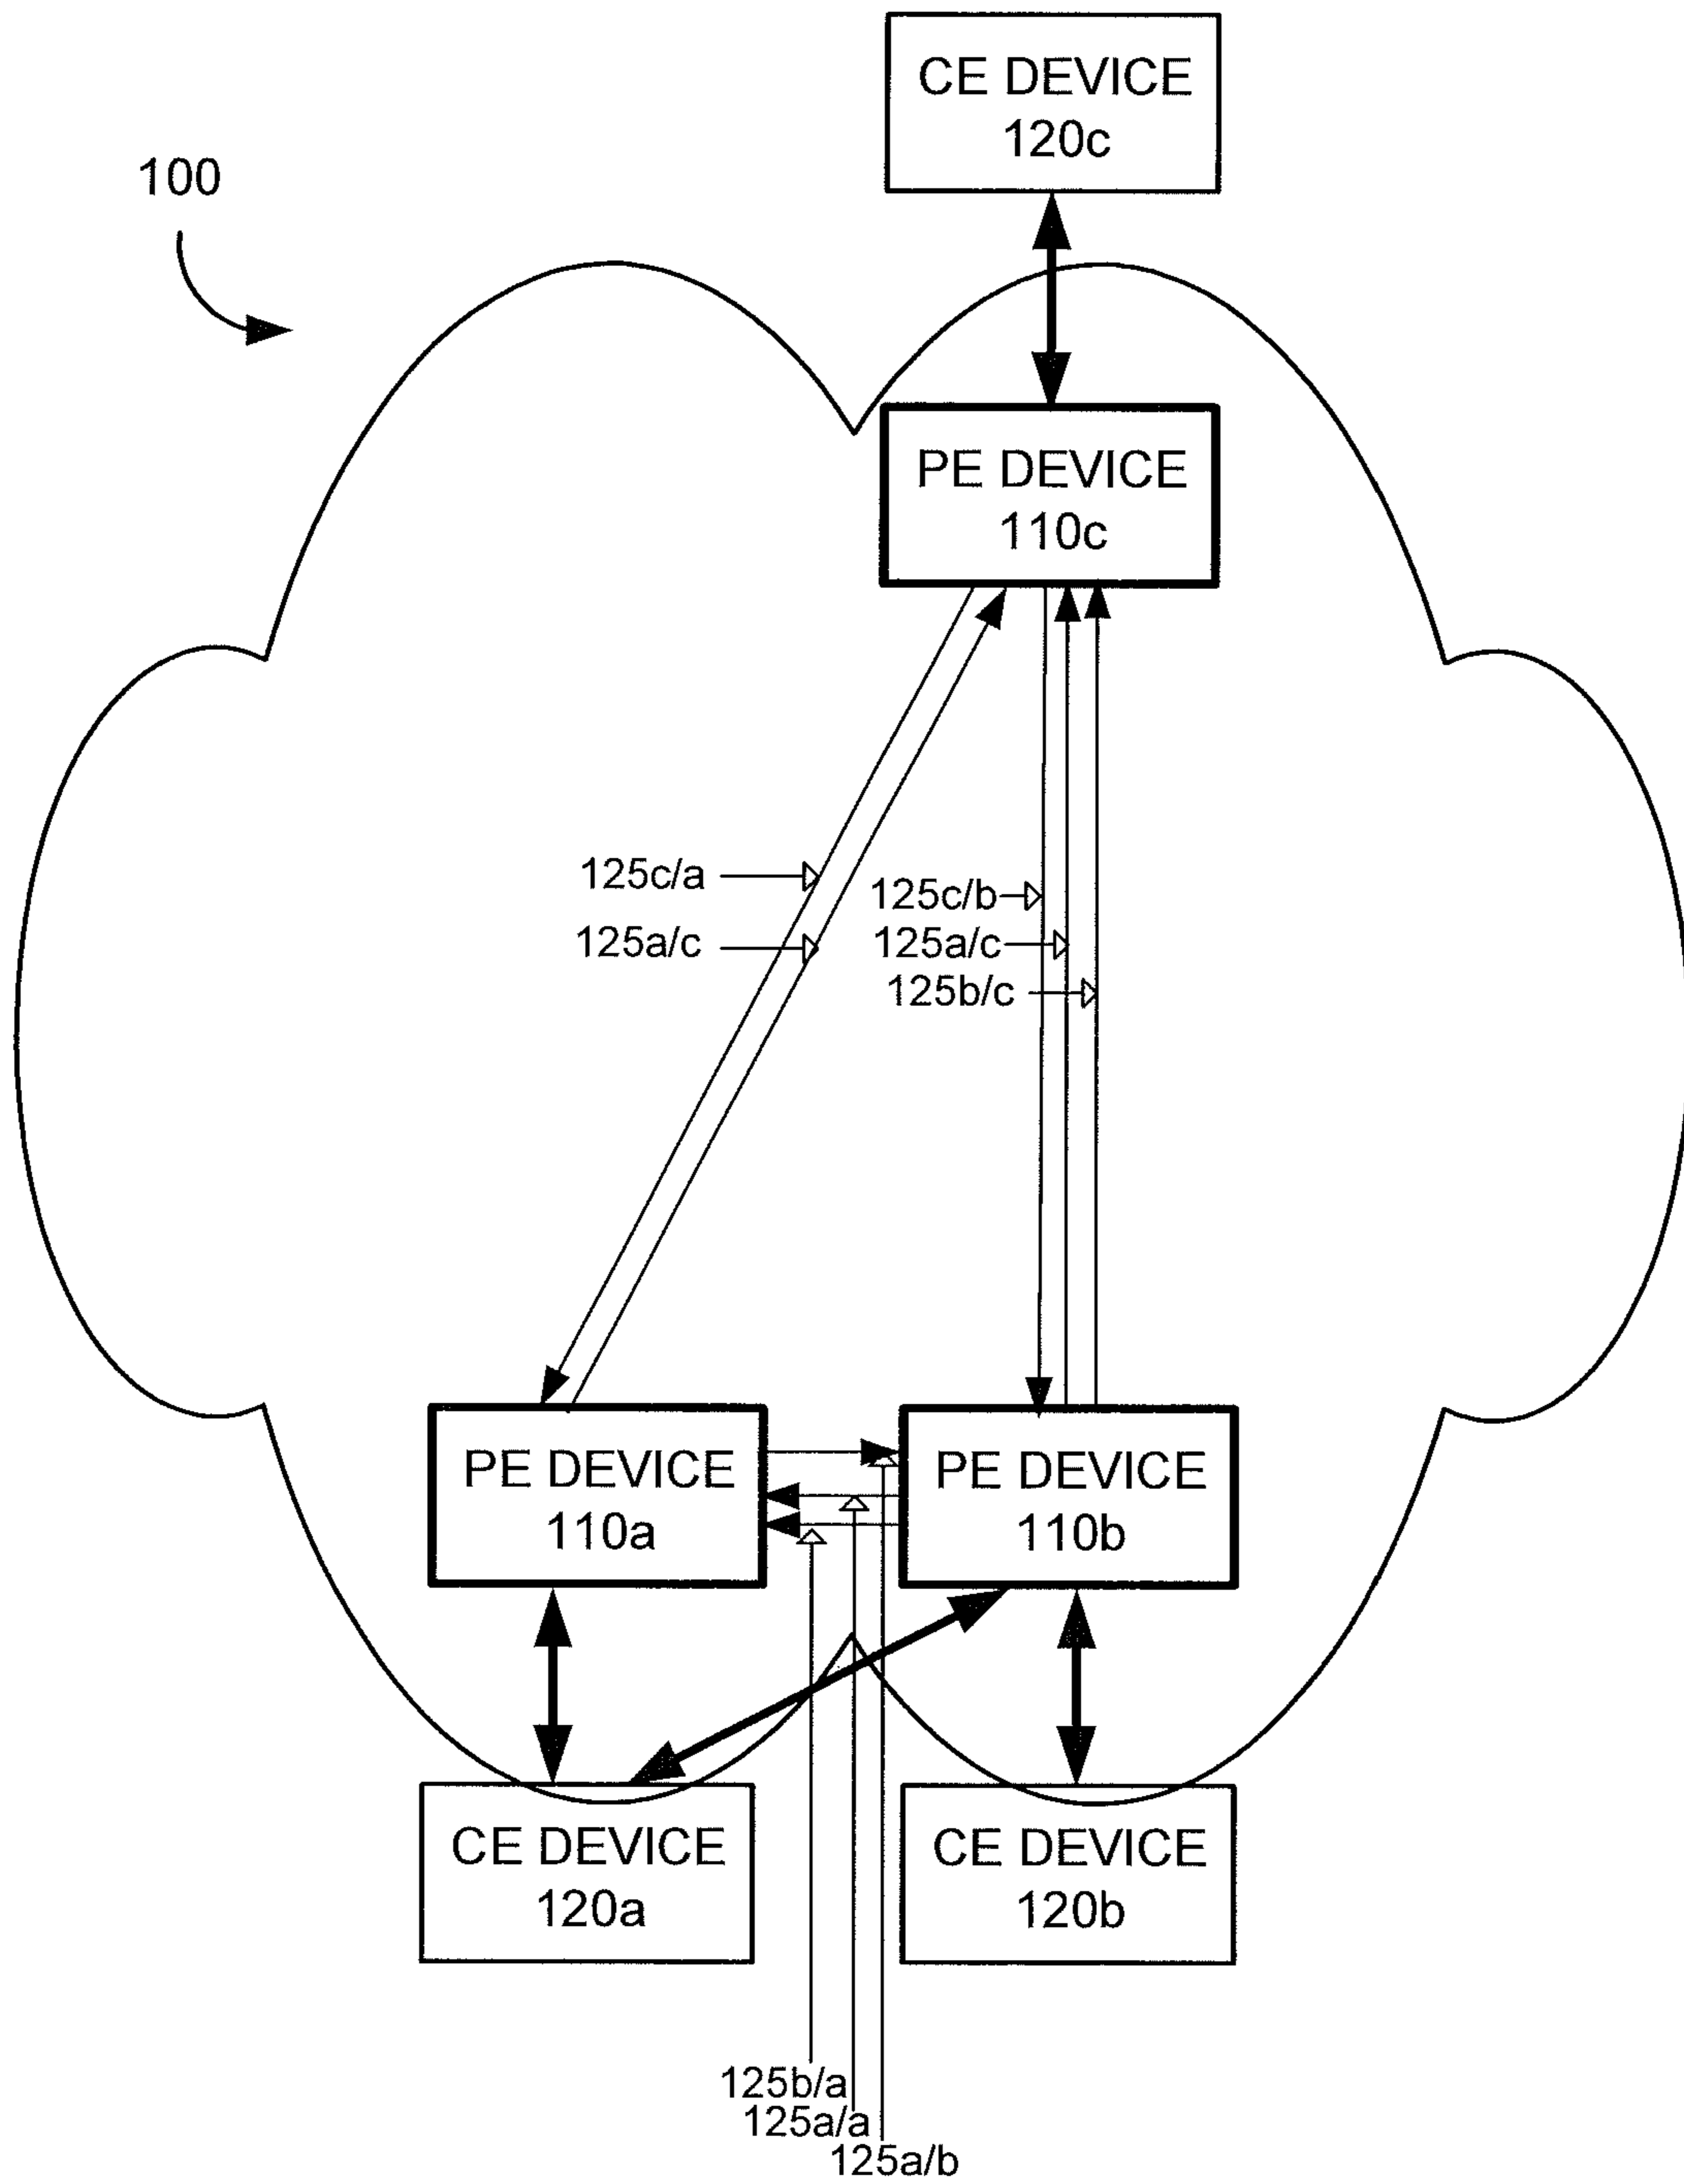 CE DEVICE
120c
100
PE DEVICE
110c
125c/a
125c/b
125a/c
125a/c
125b/c
PE DEVICE
110a
PE DEVICE
110b
CE DEVICE
120a
CE DEVICE
120b
125b/a
125a/a
125a/b